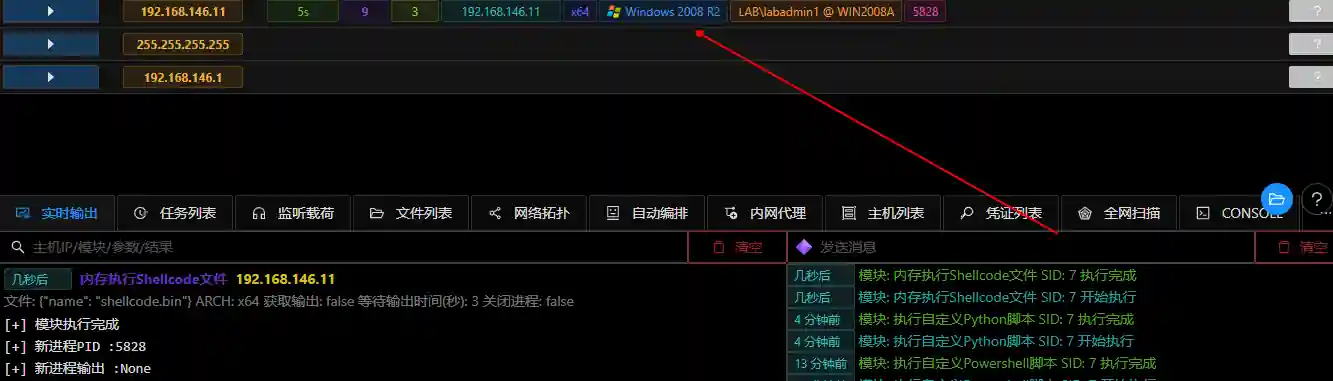 192.168.146.11 5s 9 3 192.168.146.11 x64 Windows 2008 R2 LAB\labadmin1 @ WIN2008A 5828 ?
255.255.255.255 ?
192.168.146.1 ?
实时输出 任务列表 监听载荷 文件列表 网络拓扑 自动编排 内网代理 主机列表 凭证列表 全网扫描 CONSOLE ... ?
主机IP/模块/参数/结果 清空 发送消息 清空
几秒后 内存执行Shellcode文件 192.168.146.11
文件: {"name": "shellcode.bin"} ARCH: x64 获取输出: false 等待输出时间(秒): 3 关闭进程: false
[+] 模块执行完成
[+] 新进程PID :5828
[+] 新进程输出 :None
几秒后 模块: 内存执行Shellcode文件 SID: 7 执行完成
几秒后 模块: 内存执行Shellcode文件 SID: 7 开始执行
4 分钟前 模块: 执行自定义Python脚本 SID: 7 执行完成
4 分钟前 模块: 执行自定义Python脚本 SID: 7 开始执行
13 分钟前 模块: 执行自定义Powershell脚本 SID: 7 执行完成